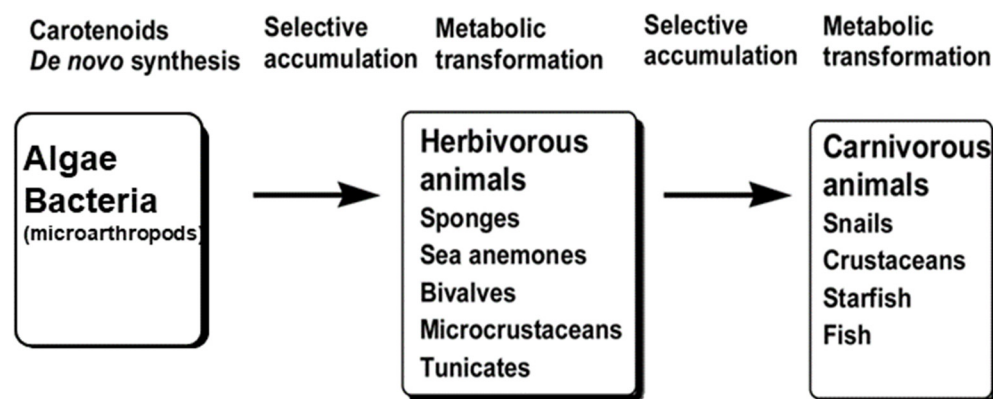 Carotenoids
De novo synthesis
Selective
accumulation
Metabolic
transformation
Selective
accumulation
Metabolic
transformation
Algae
Bacteria
(microarthropods)
Herbivorous
animals
Sponges
Sea anemones
Bivalves
Microcrustaceans
Tunicates
Carnivorous
animals
Snails
Crustaceans
Starfish
Fish